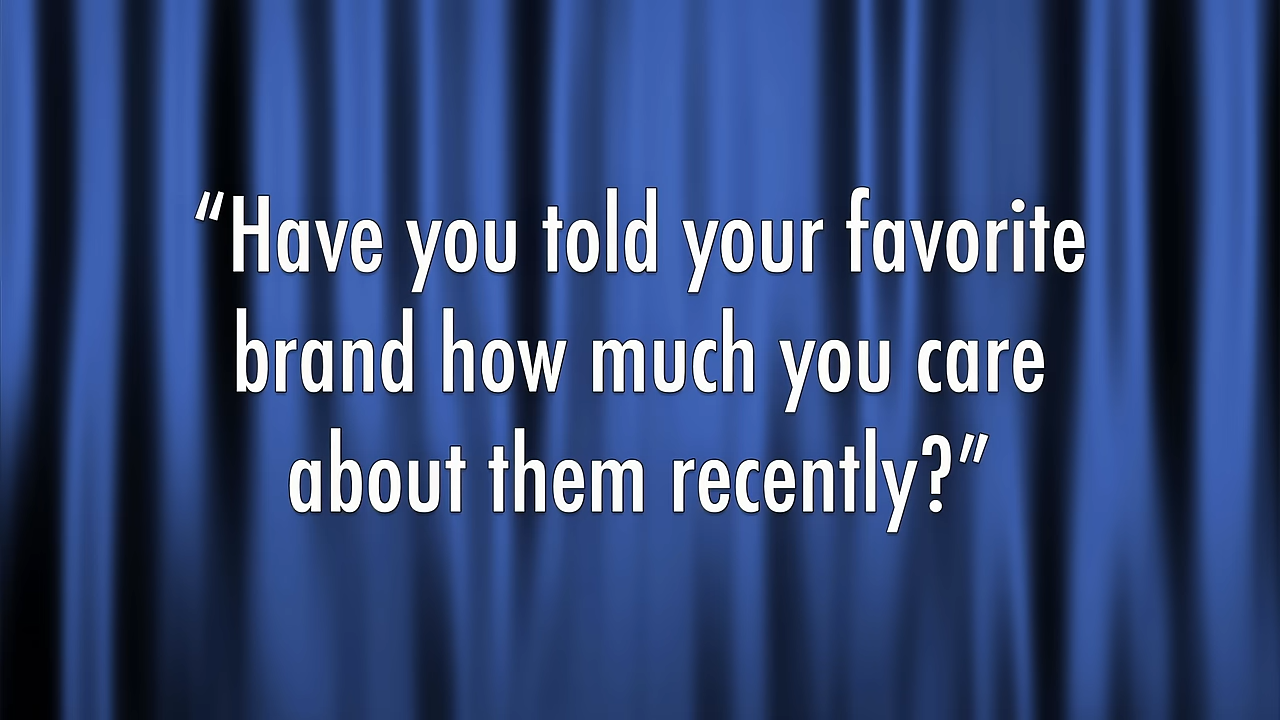 “Have you told your favorite
brand how much you care
about them recently?”